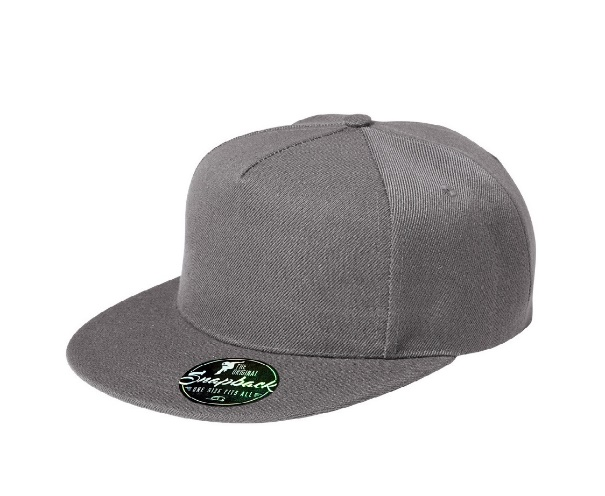 THE
ORIGINAL
Snapback
ONE SIZE FITS ALL